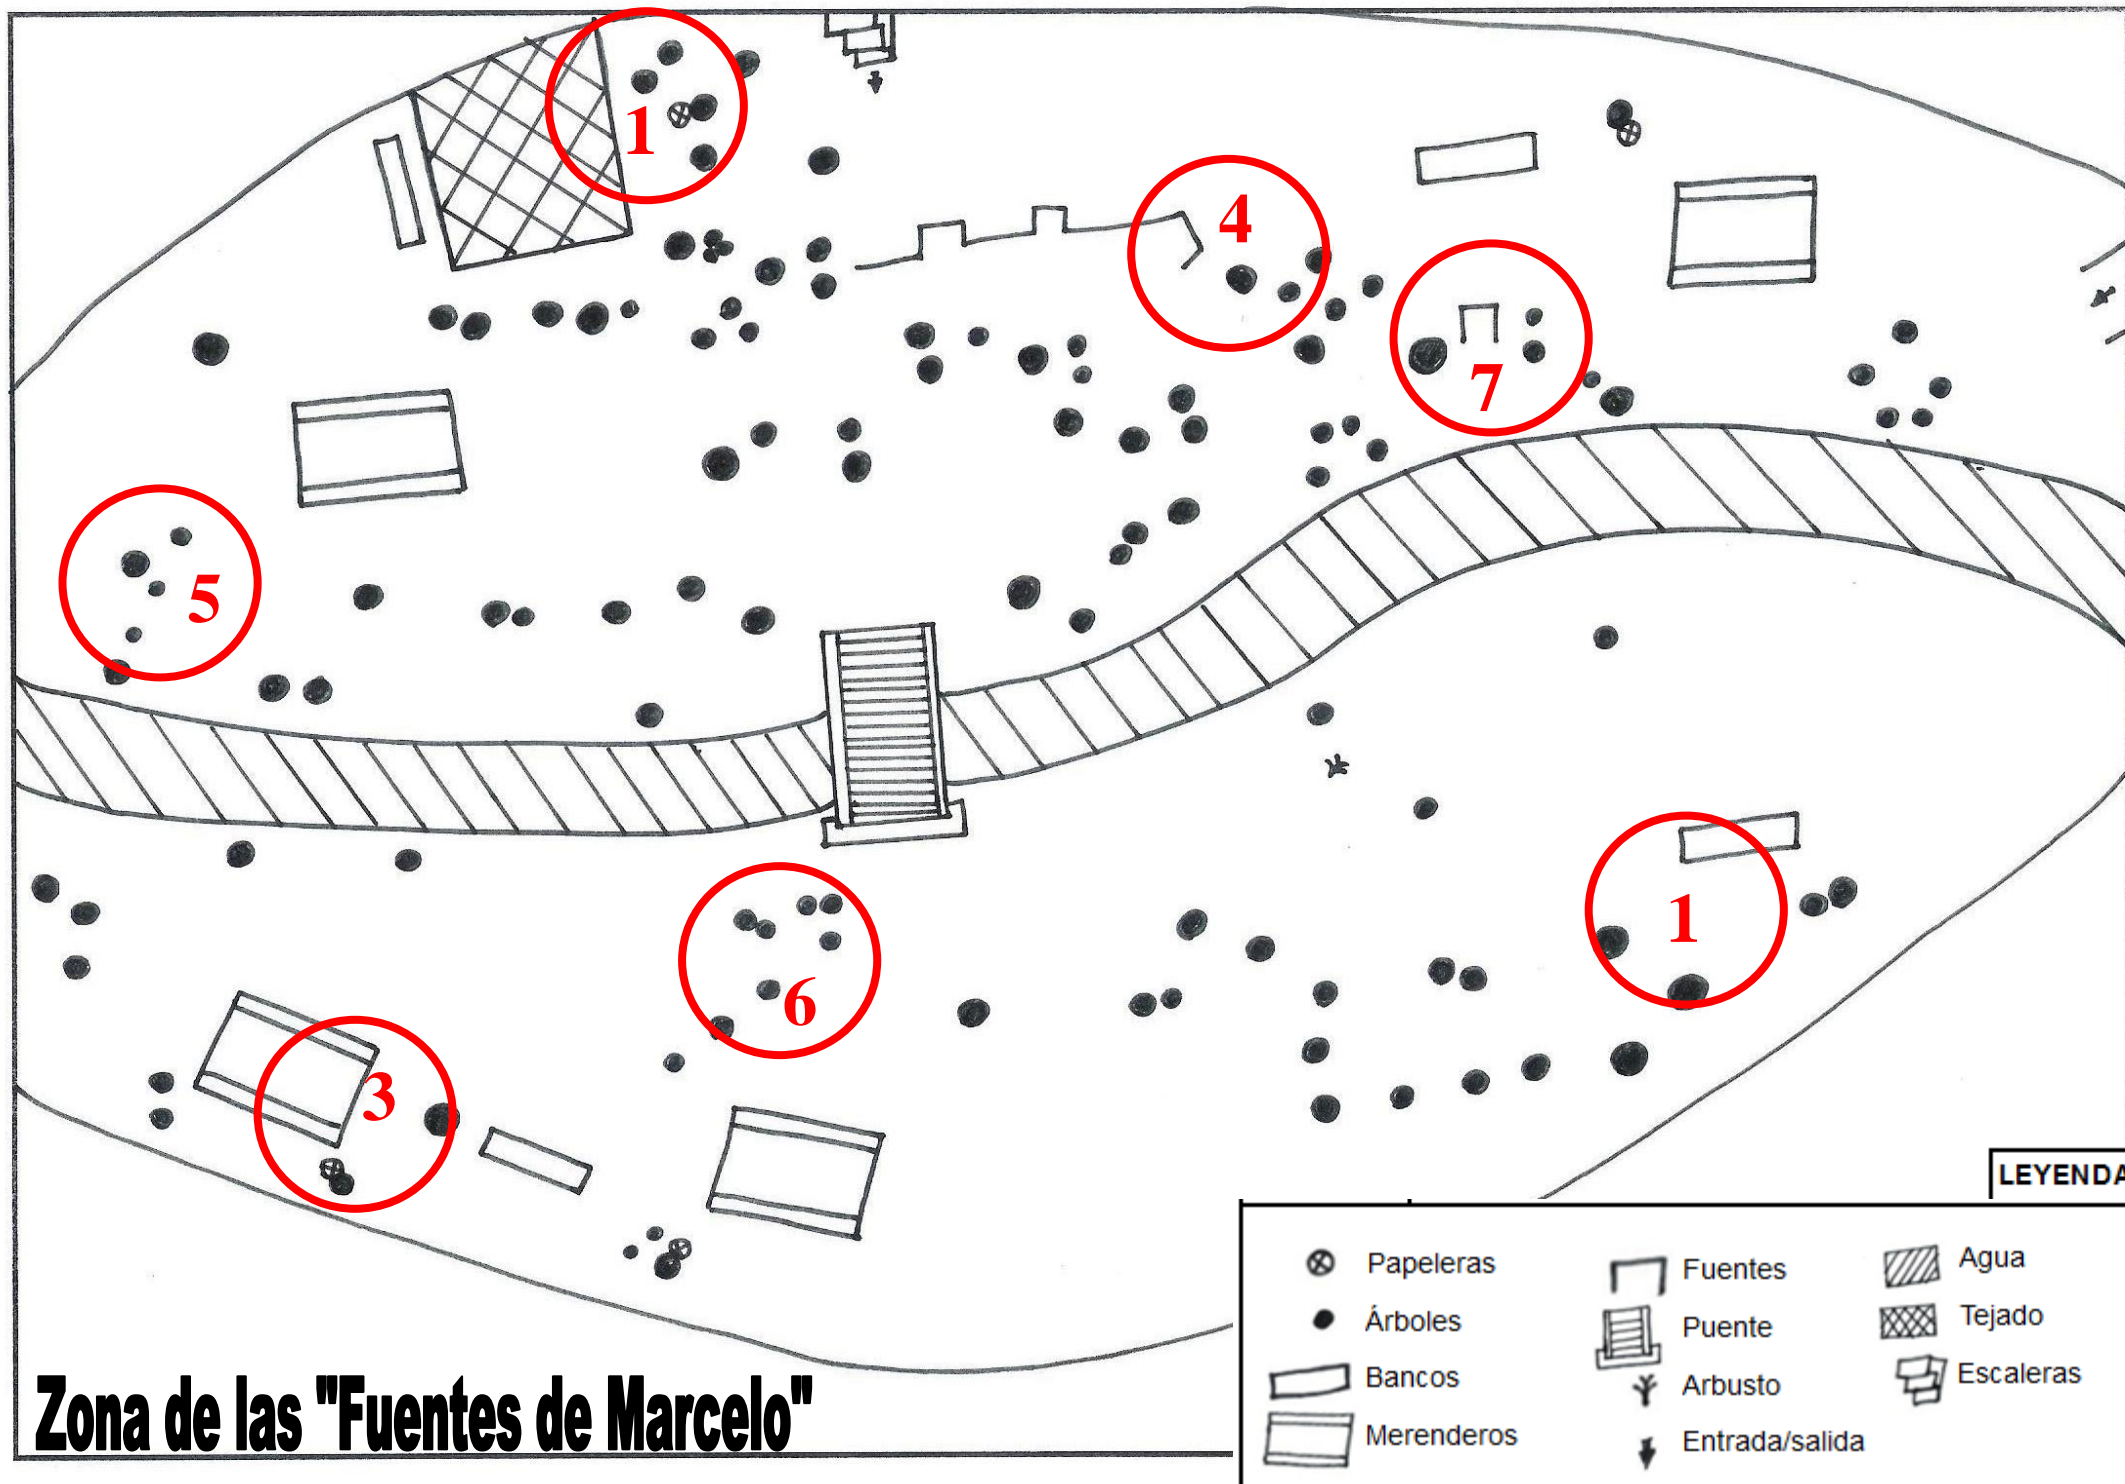 1
4
7
5
1
6
3
LEYENDA
Papeleras
Árboles
Bancos
Merenderos
Fuentes
Puente
Arbusto
Entrada/salida
Agua
Tejado
Escaleras
Zona de las "Fuentes de Marcelo"